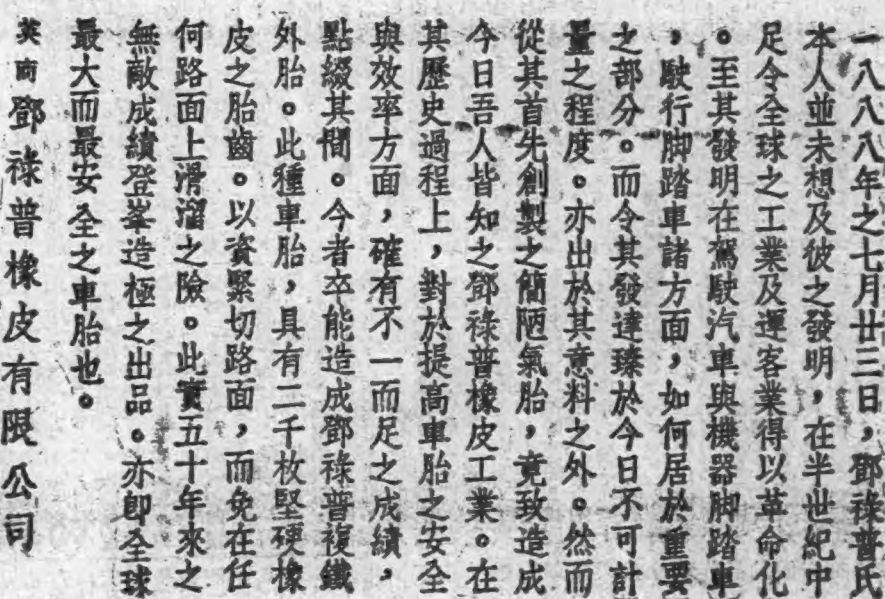 一八八八年之七月廿三日，鄧祿普氏
本人並未想及彼之發明，在半世紀中
足令全球之工業及運客業得以革命化
。至其發明在駕駛汽車與機器脚踏車
，駛行脚踏車諸方面，如何居於重要
之部分。而令其發達臻於今日不可計
量之程度。亦出於其意料之外。然而
從其首先創製之簡陋氣胎，竟致造成
今日吾人皆知之鄧祿普橡皮工業。在
其歷史過程上，對於提高車胎之安全
與效率方面，確有不一而足之成績，
點綴其間。今者卒能造成鄧祿普複鐵
外胎。此種車胎，具有二千枚堅硬橡
皮之胎齒。以資緊切路面，而免在任
何路面上滑溜之險。此實五十年來之
無敵成績登峯造極之出品。亦即全球
最大而最安全之車胎也。
英商鄧祿普橡皮有限公司